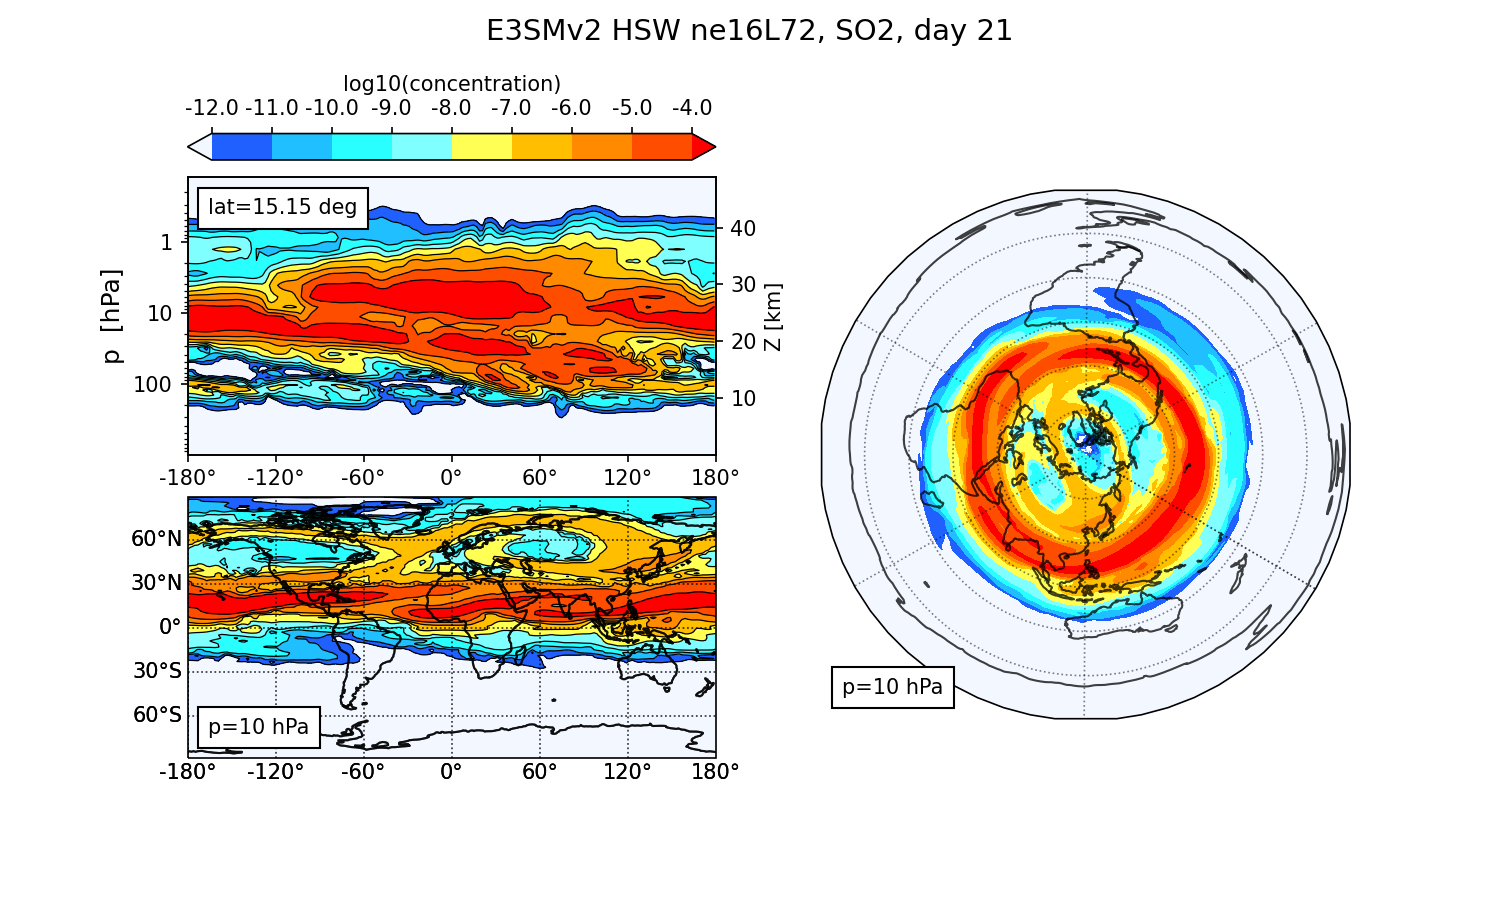 E3SMv2 HSW ne16L72, SO2, day 21
log10(concentration)
-12.0 -11.0 -10.0 -9.0 -8.0 -7.0 -6.0 -5.0 -4.0
lat=15.15 deg
1
10
100
p [hPa]
40
30
20
10
Z [km]
-180° -120° -60° 0° 60° 120° 180°
60°N
30°N
0°
30°S
60°S
p=10 hPa
-180° -120° -60° 0° 60° 120° 180°
p=10 hPa